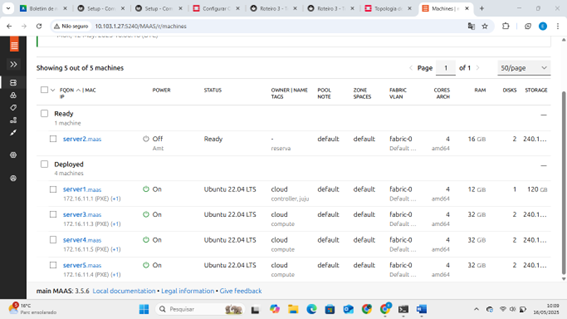 Boletim de
Setup - Con
Setup - Con
Configurar
Roteiro 3 -
Roteiro 3 -
Topologia d
Machines |
Não seguro
10.103.1.27:5240/MAAS/r/machines
Showing 5 out of 5 machines
Page 1 of 1
50/page
FQDN | MAC
IP
POWER
STATUS
OWNER | NAME
TAGS
POOL
NOTE
ZONE
SPACES
FABRIC
VLAN
CORES
ARCH
RAM
DISKS
STORAGE
Ready
1 machine
server2.maas
Off
Amt
Ready
-
reserva
default
default
fabric-0
Default ...
4
amd64
16 GiB
2
240.1...
Deployed
4 machines
server1.maas
172.16.11.1 (PXE) (+1)
On
Ubuntu 22.04 LTS
cloud
controller, juju
default
default
fabric-0
Default ...
4
amd64
12 GiB
1
120 GB
server3.maas
172.16.11.3 (PXE) (+1)
On
Ubuntu 22.04 LTS
cloud
compute
default
default
fabric-0
Default ...
4
amd64
32 GiB
2
240.1...
server4.maas
172.16.11.5 (PXE) (+1)
On
Ubuntu 22.04 LTS
cloud
compute
default
default
fabric-0
Default ...
4
amd64
32 GiB
2
240.1...
server5.maas
172.16.11.4 (PXE) (+1)
On
Ubuntu 22.04 LTS
cloud
compute
default
default
fabric-0
Default ...
4
amd64
32 GiB
2
240.1...
main MAAS: 3.5.6 Local documentation • Legal information • Give feedback
18°C
Parc ensolarado
Pesquisar
10:09
16/05/2025